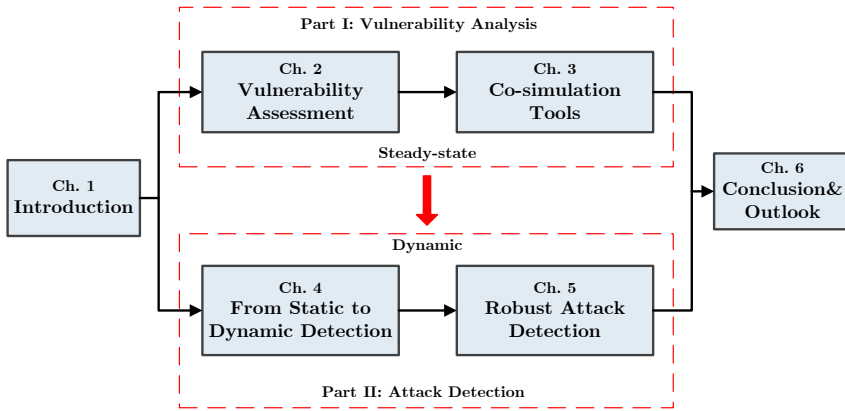 Part I: Vulnerability Analysis
Ch. 2
Vulnerability
Assessment
Ch. 3
Co-simulation
Tools
Steady-state
Ch. 1
Introduction
Ch. 6
Conclusion&
Outlook
Dynamic
Ch. 4
From Static to
Dynamic Detection
Ch. 5
Robust Attack
Detection
Part II: Attack Detection